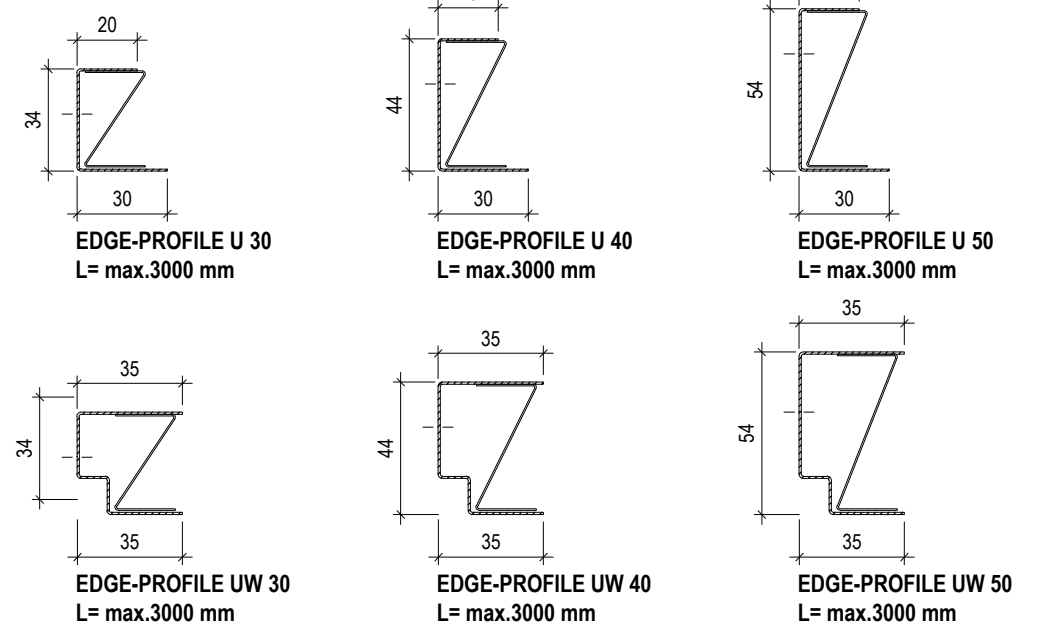 20
34
44
54
30
30
30
EDGE-PROFILE U 30
L= max.3000 mm
EDGE-PROFILE U 40
L= max.3000 mm
EDGE-PROFILE U 50
L= max.3000 mm
35
35
35
34
44
54
35
35
35
EDGE-PROFILE UW 30
L= max.3000 mm
EDGE-PROFILE UW 40
L= max.3000 mm
EDGE-PROFILE UW 50
L= max.3000 mm